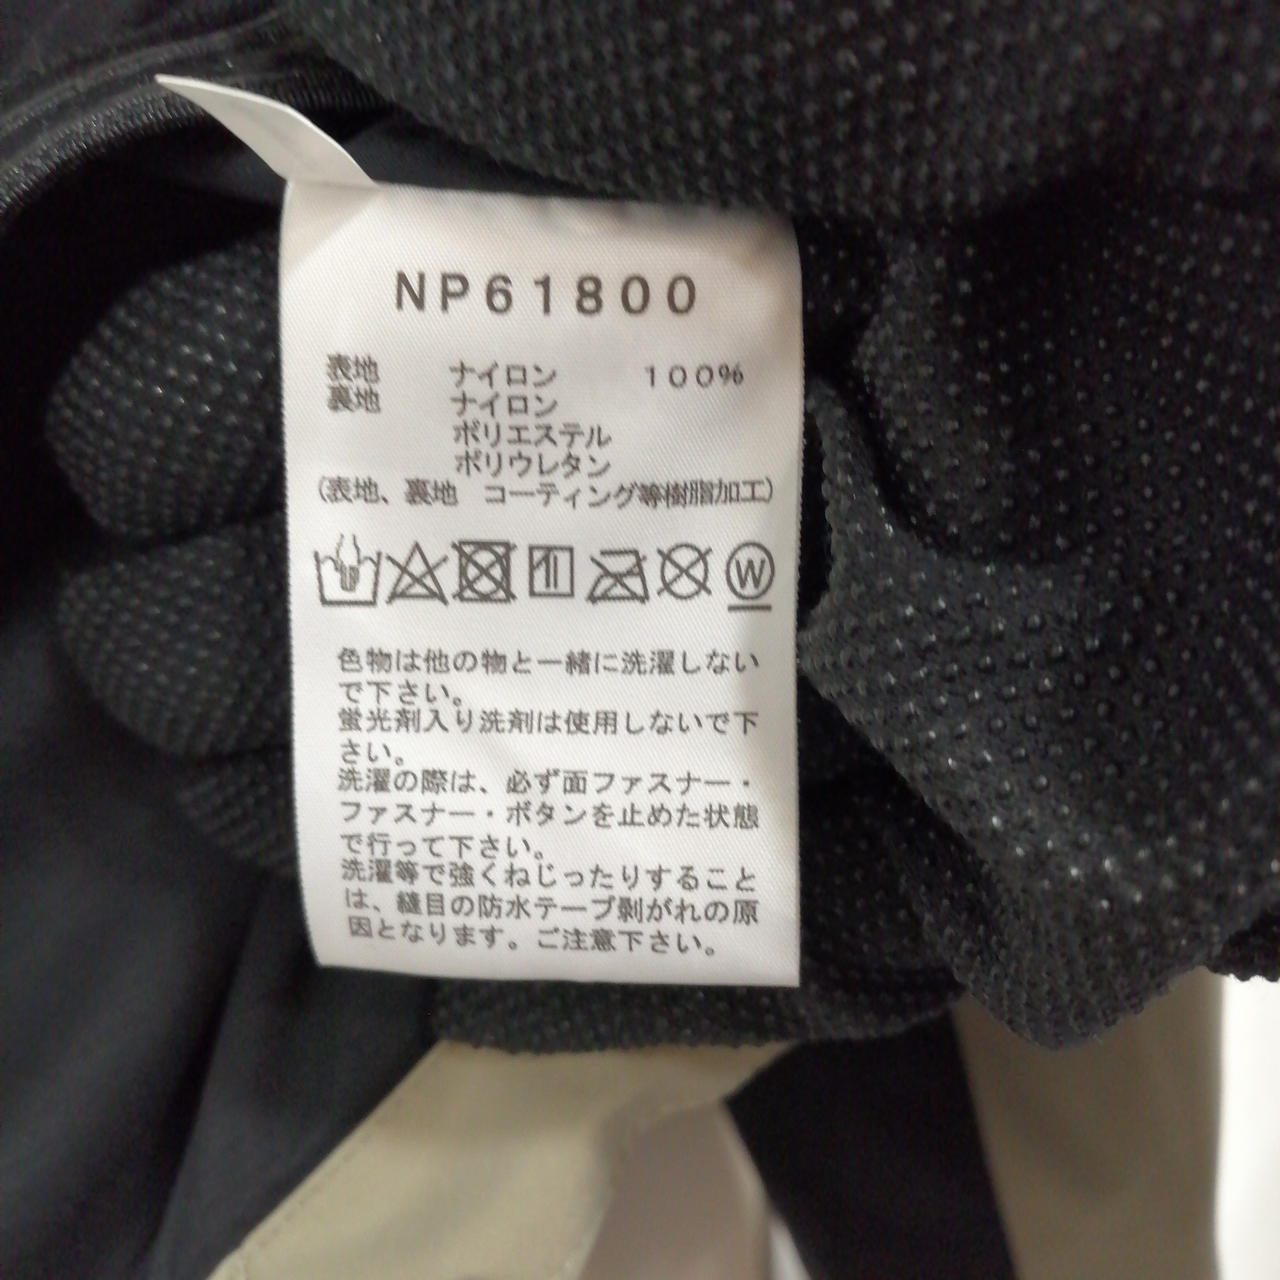 NP61800
表地 ナイロン 100%
裏地 ナイロン
ポリエステル
ポリウレタン
(表地、裏地 コーティング等樹脂加工)
W
色物は他の物と一緒に洗濯しない
で下さい。
蛍光剤入り洗剤は使用しないで下
さい。
洗濯の際は、必ず面ファスナー・
ファスナー・ボタンを止めた状態
で行って下さい。
洗濯等で強くねじったりすること
は、縫目の防水テープ剥がれの原
因となります。ご注意下さい。